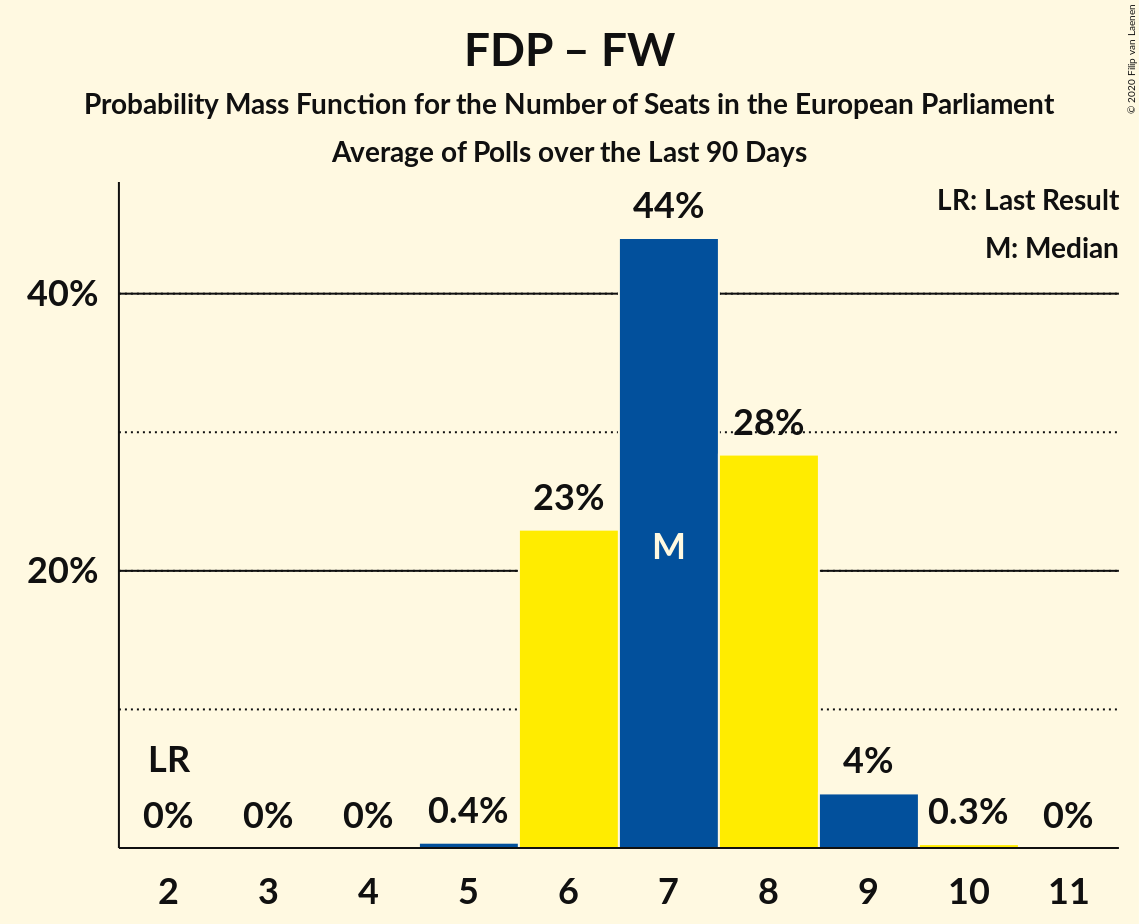 FDP – FW
Probability Mass Function for the Number of Seats in the European Parliament
Average of Polls over the Last 90 Days
© 2020 Filip van Laenen
LR: Last Result
M: Median
44%
40%
28%
23%
M
20%
LR
4%
0% 0% 0% 0.4% 0.3% 0%
2 3 4 5 6 7 8 9 10 11